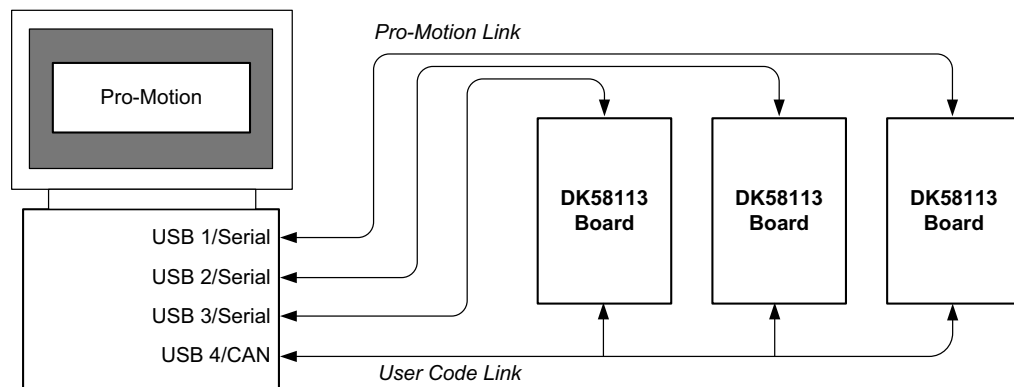 Pro-Motion Link
Pro-Motion
DK58113
Board
DK58113
Board
DK58113
Board
USB 1/Serial
USB 2/Serial
USB 3/Serial
USB 4/CAN
User Code Link